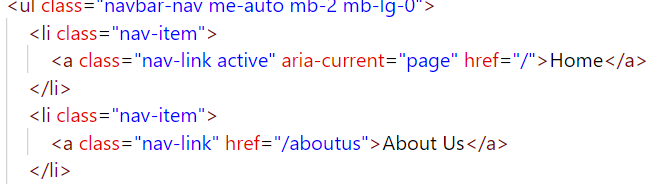 <ul class="navbar-nav me-auto mb-2 mb-lg-0">
<li class="nav-item">
<a class="nav-link active" aria-current="page" href="/">Home</a>
</li>
<li class="nav-item">
<a class="nav-link" href="/aboutus">About Us</a>
</li>